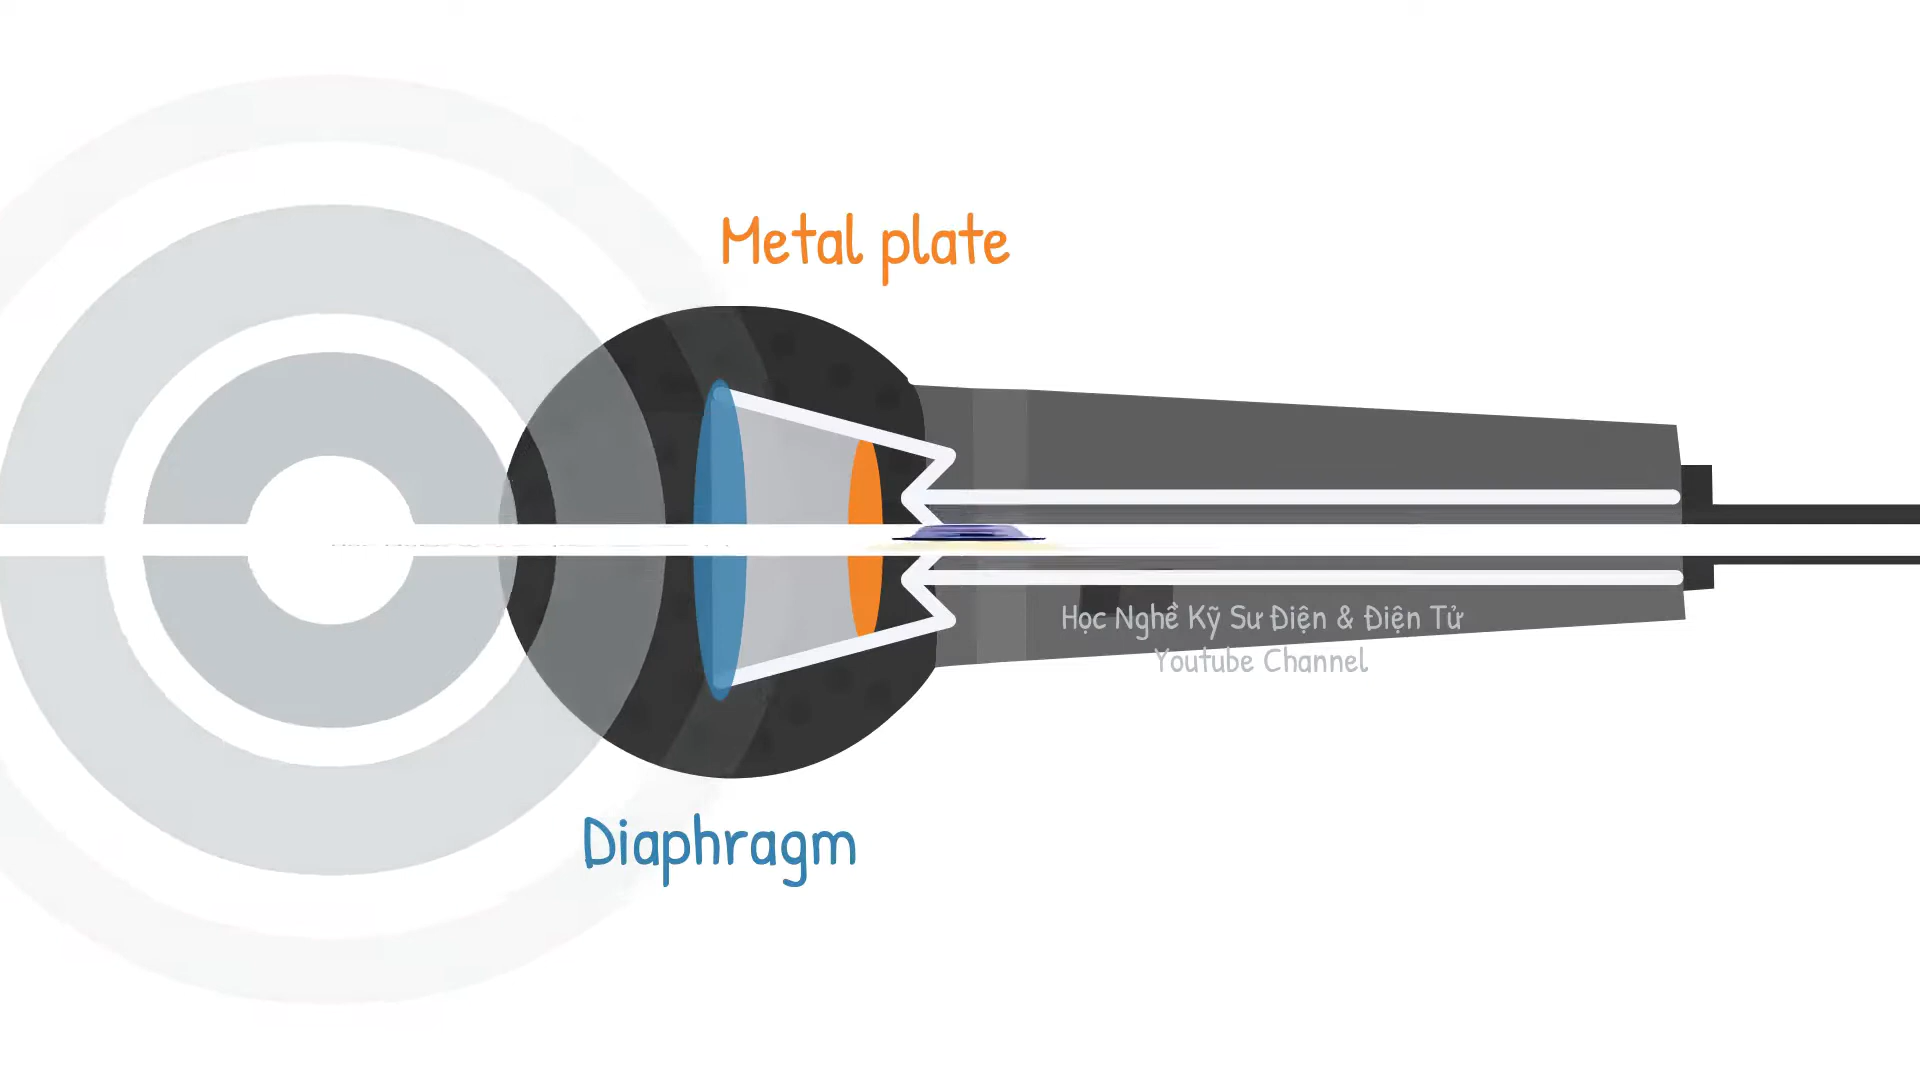 Metal plate
Học Nghề Kỹ Sư Điện & Điện Tử
Youtube Channel
Diaphragm